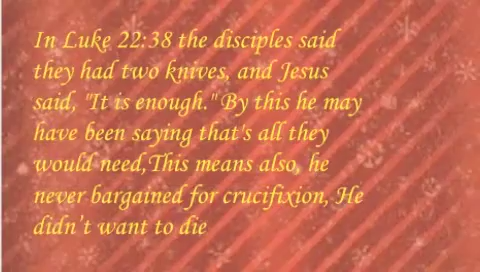 In Luke 22:38 the disciples said
they had two knives, and Jesus
said, "It is enough." By this he may
have been saying that's all they
would need,This means also, he
never bargained for crucifixion, He
didn't want to die